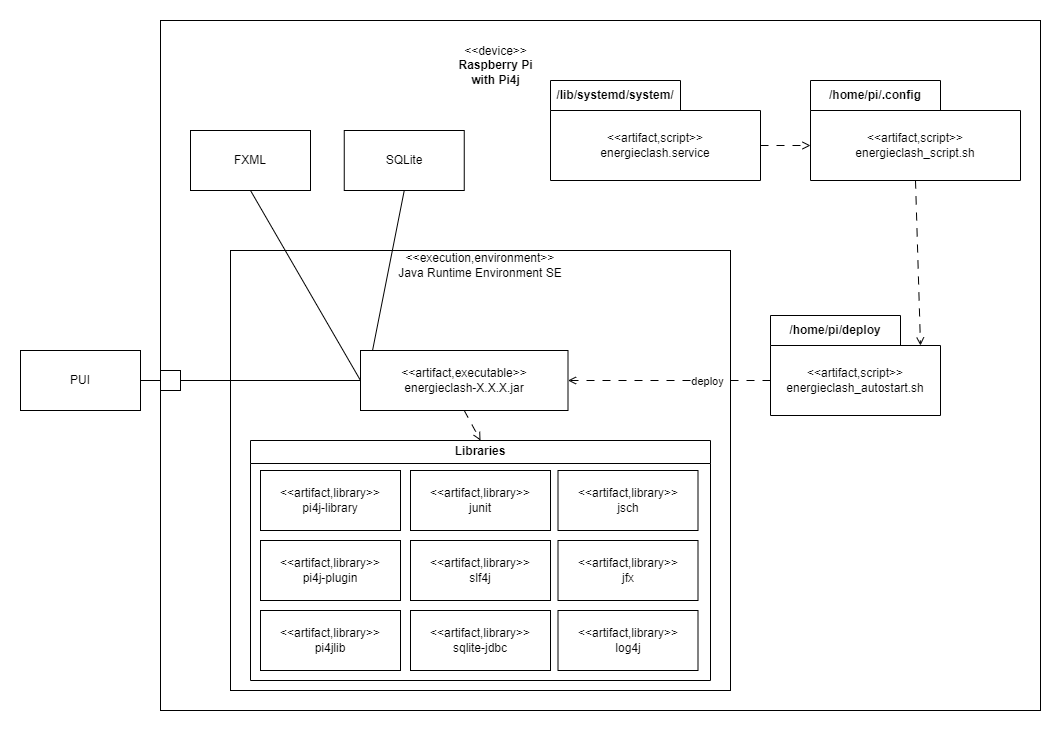 <<device>>
Raspberry Pi
with Pi4j
/lib/systemd/system/
<<artifact,script>>
energieclash.service
/home/pi/.config
<<artifact,script>>
energieclash_script.sh
FXML
SQLite
<<execution,environment>>
Java Runtime Environment SE
/home/pi/deploy
<<artifact,script>>
energieclash_autostart.sh
PUI
<<artifact,executable>>
energieclash-X.X.X.jar
deploy
Libraries
<<artifact,library>>
pi4j-library
<<artifact,library>>
junit
<<artifact,library>>
jsch
<<artifact,library>>
pi4j-plugin
<<artifact,library>>
slf4j
<<artifact,library>>
jfx
<<artifact,library>>
pi4jlib
<<artifact,library>>
sqlite-jdbc
<<artifact,library>>
log4j